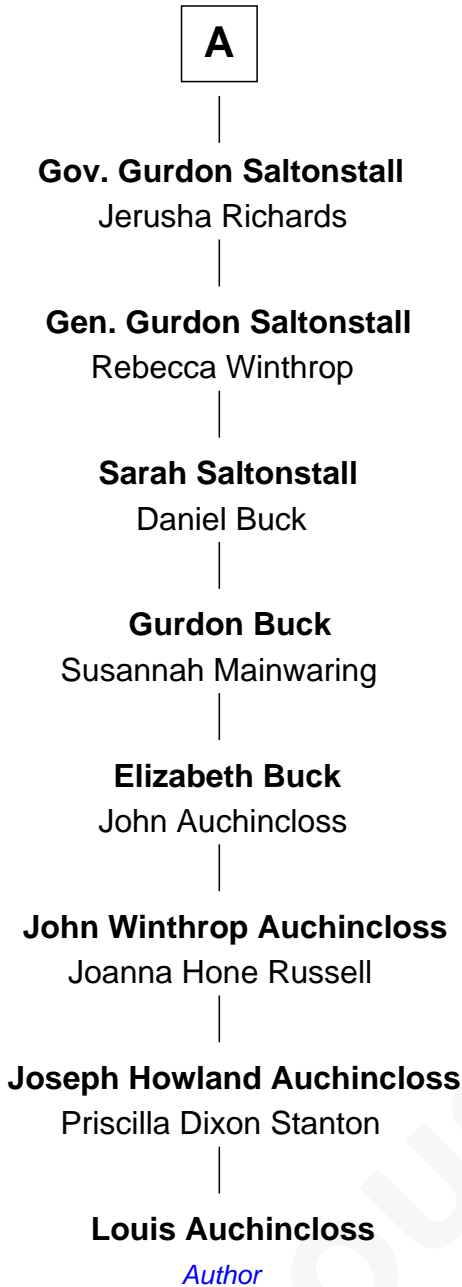 A
Gov. Gurdon Saltonstall
Jerusha Richards
Gen. Gurdon Saltonstall
Rebecca Winthrop
Sarah Saltonstall
Daniel Buck
Gurdon Buck
Susannah Mainwaring
Elizabeth Buck
John Auchincloss
John Winthrop Auchincloss
Joanna Hone Russell
Joseph Howland Auchincloss
Priscilla Dixon Stanton
Louis Auchincloss
Author